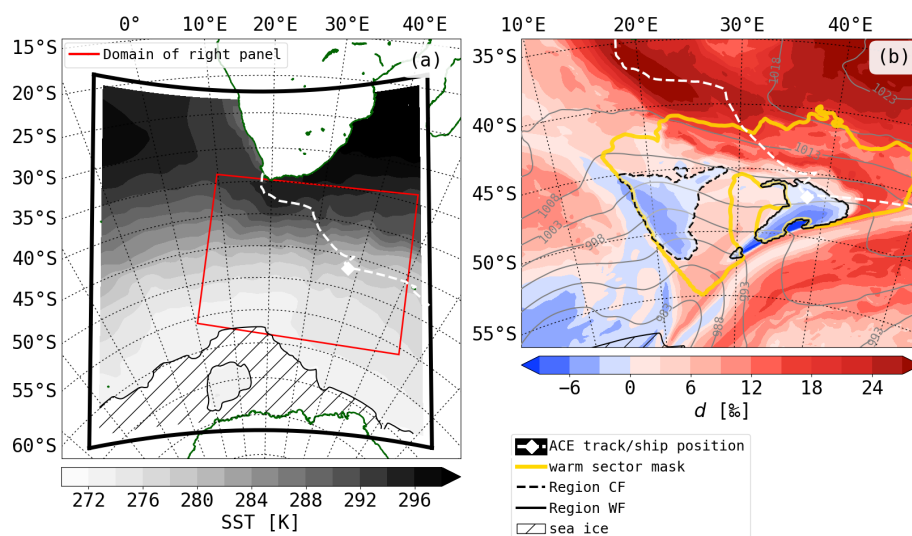 0° 10°E 20°E 30°E 40°E
15°S
20°S
25°S
30°S
35°S
40°S
45°S
50°S
55°S
60°S
Domain of right panel
(a)
272 276 280 284 288 292 296
SST [K]
10°E 20°E 30°E 40°E
35°S
40°S
45°S
50°S
55°S
(b)
1018
1023
1008
1003
998
993
988
993
-6 0 6 12 18 24
d [‰]
ACE track/ship position
warm sector mask
Region CF
Region WF
sea ice